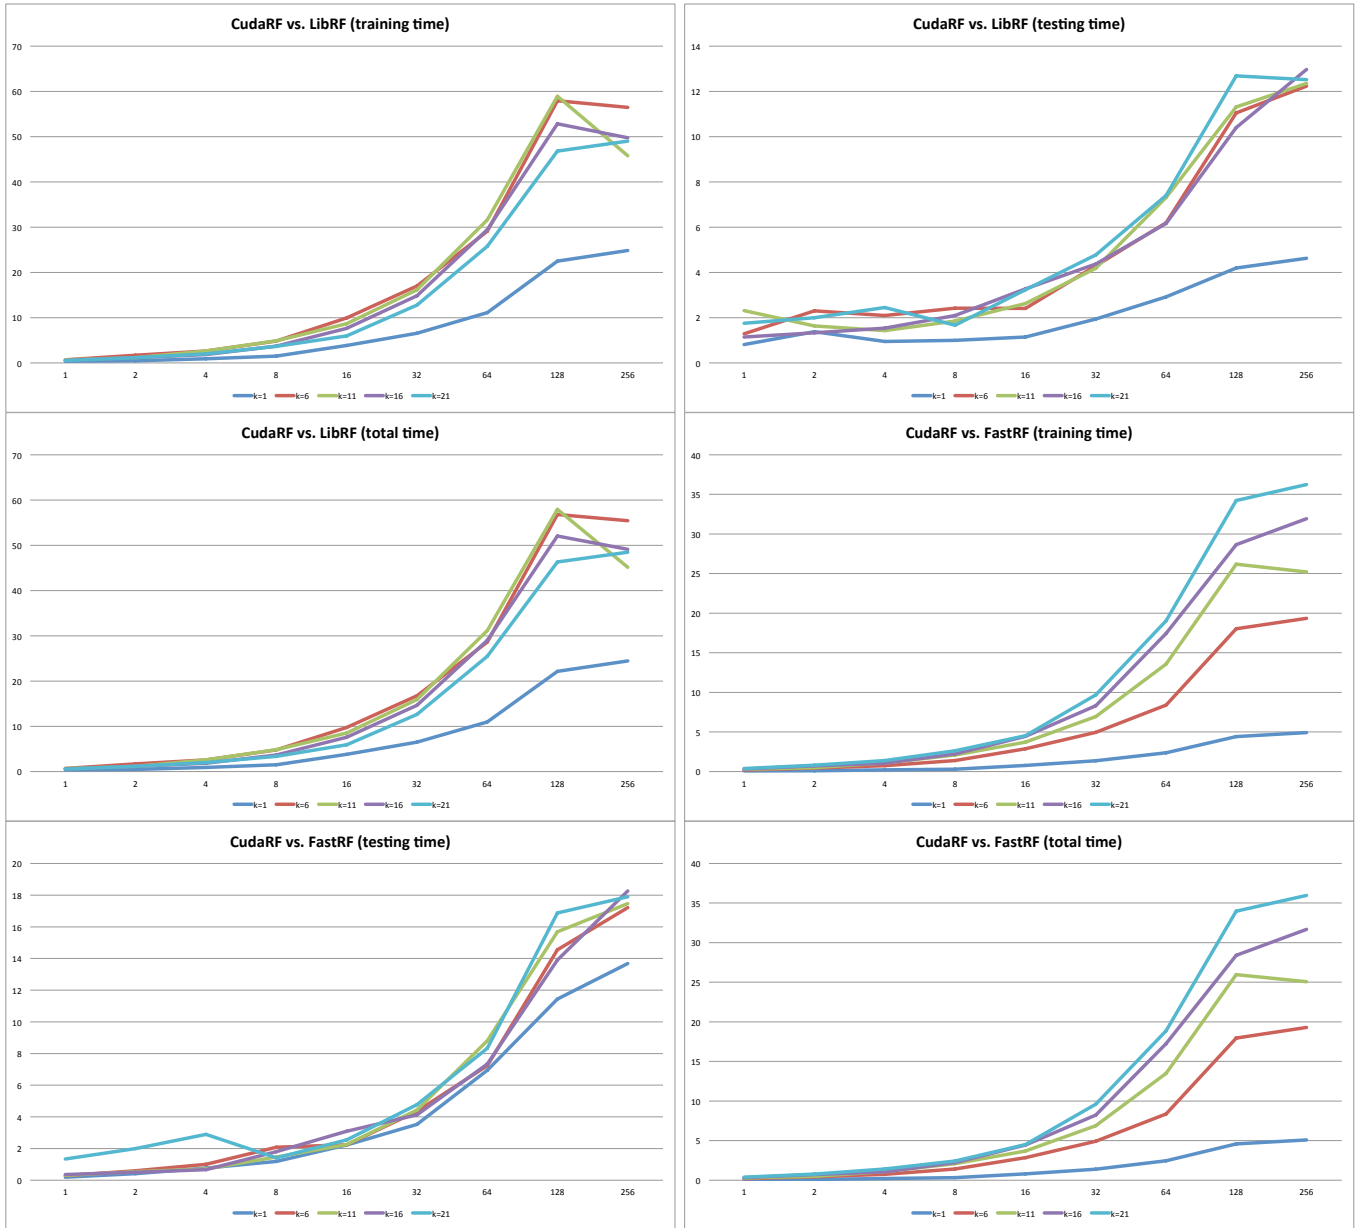 CudaRF vs. LibRF (training time)
70
60
50
40
30
20
10
0
1 2 4 8 16 32 64 128 256
k=1 k=6 k=11 k=16 k=21
CudaRF vs. LibRF (testing time)
14
12
10
8
6
4
2
0
1 2 4 8 16 32 64 128 256
k=1 k=6 k=11 k=16 k=21
CudaRF vs. LibRF (total time)
70
60
50
40
30
20
10
0
1 2 4 8 16 32 64 128 256
k=1 k=6 k=11 k=16 k=21
CudaRF vs. FastRF (training time)
40
35
30
25
20
15
10
5
0
1 2 4 8 16 32 64 128 256
k=1 k=6 k=11 k=16 k=21
CudaRF vs. FastRF (testing time)
20
18
16
14
12
10
8
6
4
2
0
1 2 4 8 16 32 64 128 256
k=1 k=6 k=11 k=16 k=21
CudaRF vs. FastRF (total time)
40
35
30
25
20
15
10
5
0
1 2 4 8 16 32 64 128 256
k=1 k=6 k=11 k=16 k=21